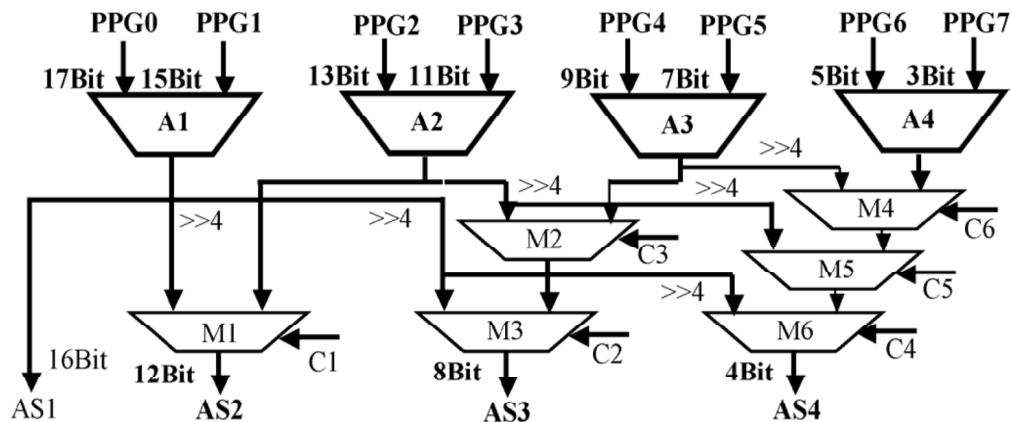 PPG0 PPG1 PPG2 PPG3 PPG4 PPG5 PPG6 PPG7
17Bit 15Bit 13Bit 11Bit 9Bit 7Bit 5Bit 3Bit
A1 A2 A3 A4
>>4
>>4 >>4 >>4 >>4 M4
M2 C6
C3 M5
>>4 C5
M1 M3 M6
16Bit C1 C2 C4
12Bit 8Bit 4Bit
AS1 AS2 AS3 AS4